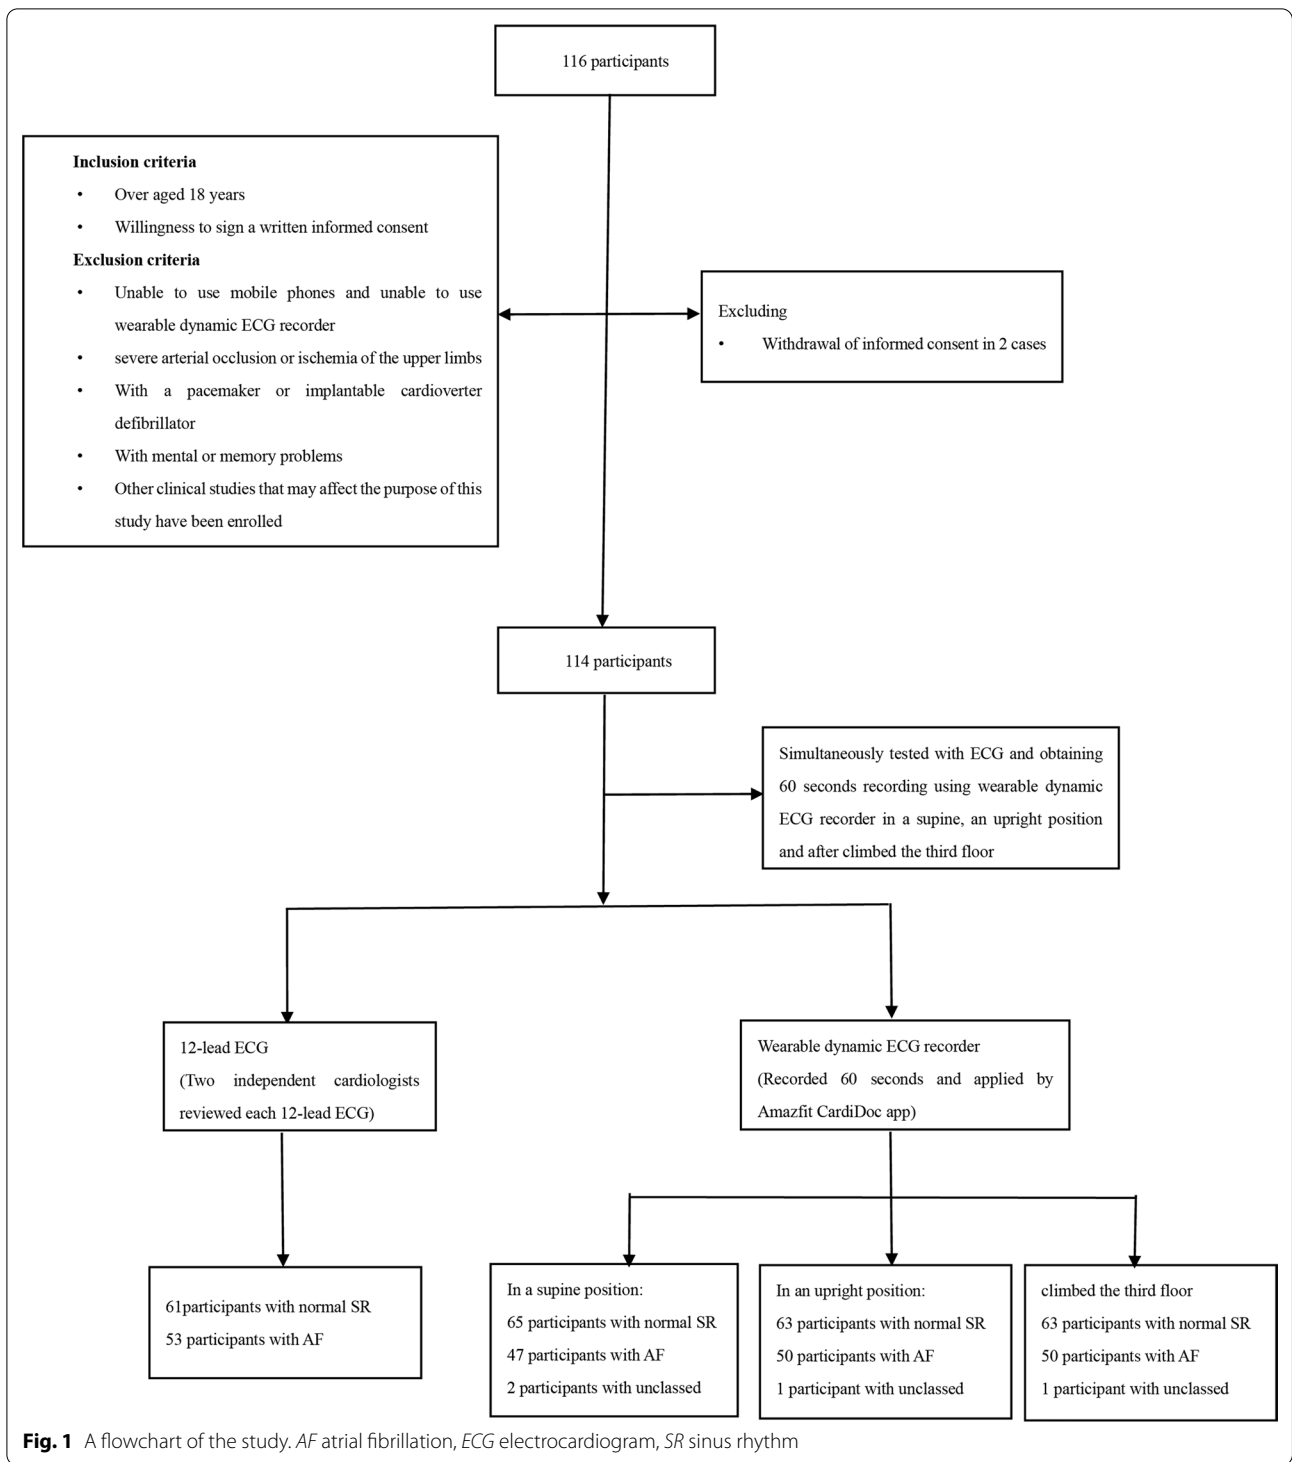 116 participants
Inclusion criteria
• Over aged 18 years
• Willingness to sign a written informed consent
Exclusion criteria
• Unable to use mobile phones and unable to use
wearable dynamic ECG recorder
• severe arterial occlusion or ischemia of the upper limbs
• With a pacemaker or implantable cardioverter
defibrillator
• With mental or memory problems
• Other clinical studies that may affect the purpose of this
study have been enrolled
Excluding
• Withdrawal of informed consent in 2 cases
114 participants
Simultaneously tested with ECG and obtaining
60 seconds recording using wearable dynamic
ECG recorder in a supine, an upright position
and after climbed the third floor
12-lead ECG
(Two independent cardiologists
reviewed each 12-lead ECG)
Wearable dynamic ECG recorder
(Recorded 60 seconds and applied by
Amazfit CardiDoc app)
61participants with normal SR
53 participants with AF
In a supine position:
65 participants with normal SR
47 participants with AF
2 participants with unclassed
In an upright position:
63 participants with normal SR
50 participants with AF
1 participant with unclassed
climbed the third floor
63 participants with normal SR
50 participants with AF
1 participant with unclassed
Fig. 1 A flowchart of the study. AF atrial fibrillation, ECG electrocardiogram, SR sinus rhythm